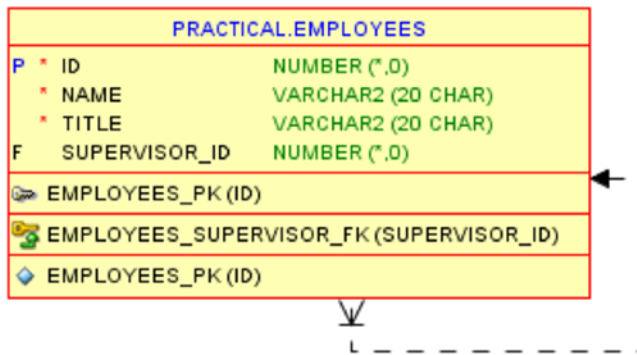 PRACTICAL.EMPLOYEES
P * ID NUMBER (*,0)
* NAME VARCHAR2 (20 CHAR)
* TITLE VARCHAR2 (20 CHAR)
F SUPERVISOR_ID NUMBER (*,0)
EMPLOYEES_PK (ID)
EMPLOYEES_SUPERVISOR_FK (SUPERVISOR_ID)
EMPLOYEES_PK (ID)